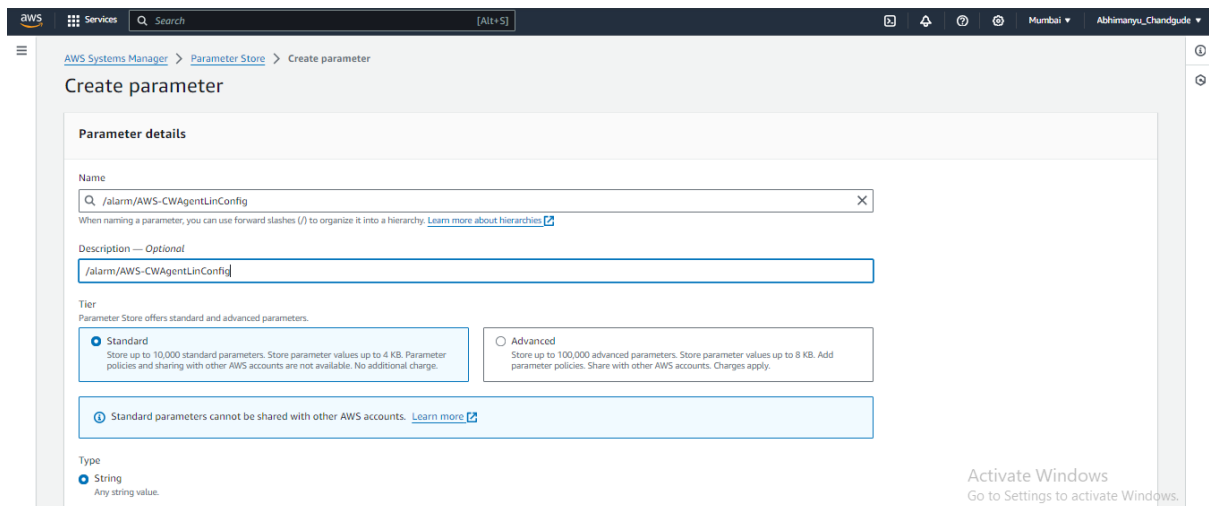 aws Services Search [Alt+S] Mumbai Abhimanyu_Chandgude
AWS Systems Manager > Parameter Store > Create parameter
Create parameter
Parameter details
Name
/alarm/AWS-CWAgentLinConfig
When naming a parameter, you can use forward slashes (/) to organize it into a hierarchy. Learn more about hierarchies
Description — Optional
/alarm/AWS-CWAgentLinConfig
Tier
Parameter Store offers standard and advanced parameters.
Standard
Store up to 10,000 standard parameters. Store parameter values up to 4 KB. Parameter
policies and sharing with other AWS accounts are not available. No additional charge.
Advanced
Store up to 100,000 advanced parameters. Store parameter values up to 8 KB. Add
parameter policies. Share with other AWS accounts. Charges apply.
Standard parameters cannot be shared with other AWS accounts. Learn more
Type
String
Any string value.
Activate Windows
Go to Settings to activate Windows.